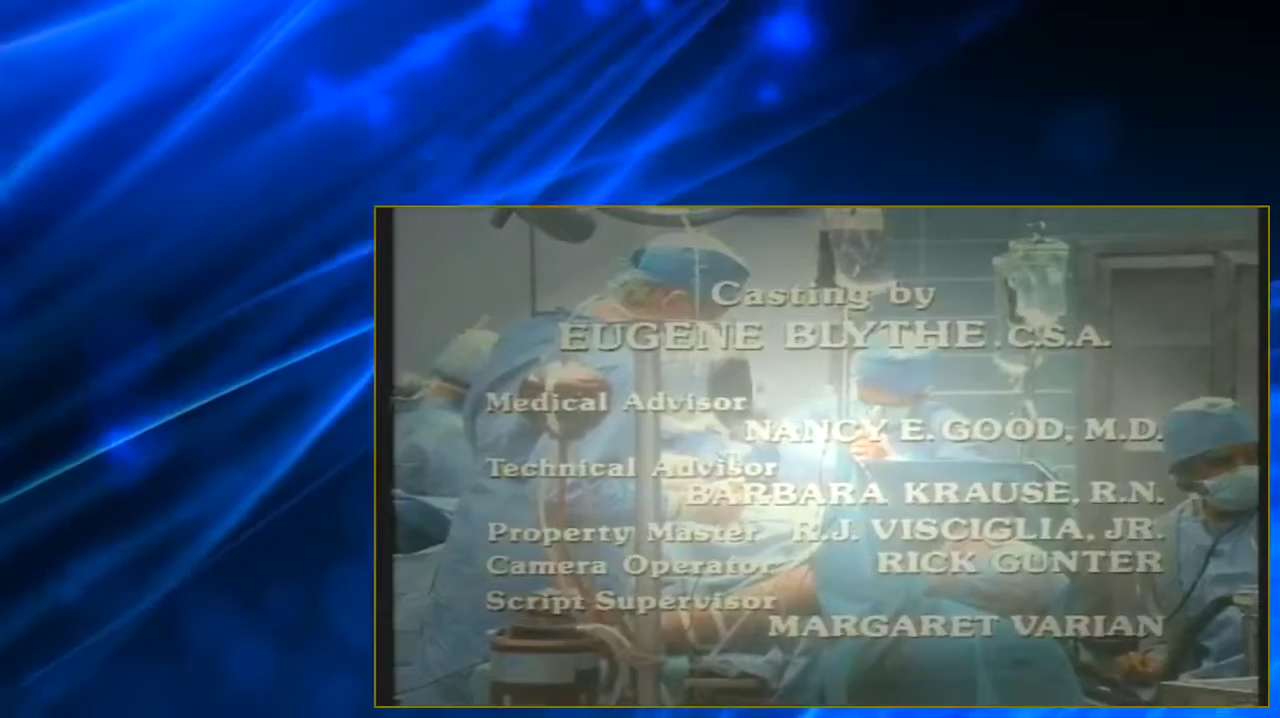 Casting by
EUGENE BLYTHE, C.S.A.
Medical Advisor
NANCY E. GOOD, M.D.
Technical Advisor
BARBARA KRAUSE, R.N.
Property Master R.J. VISCIGLIA, JR.
Camera Operator RICK GUNTER
Script Supervisor
MARGARET VARIAN